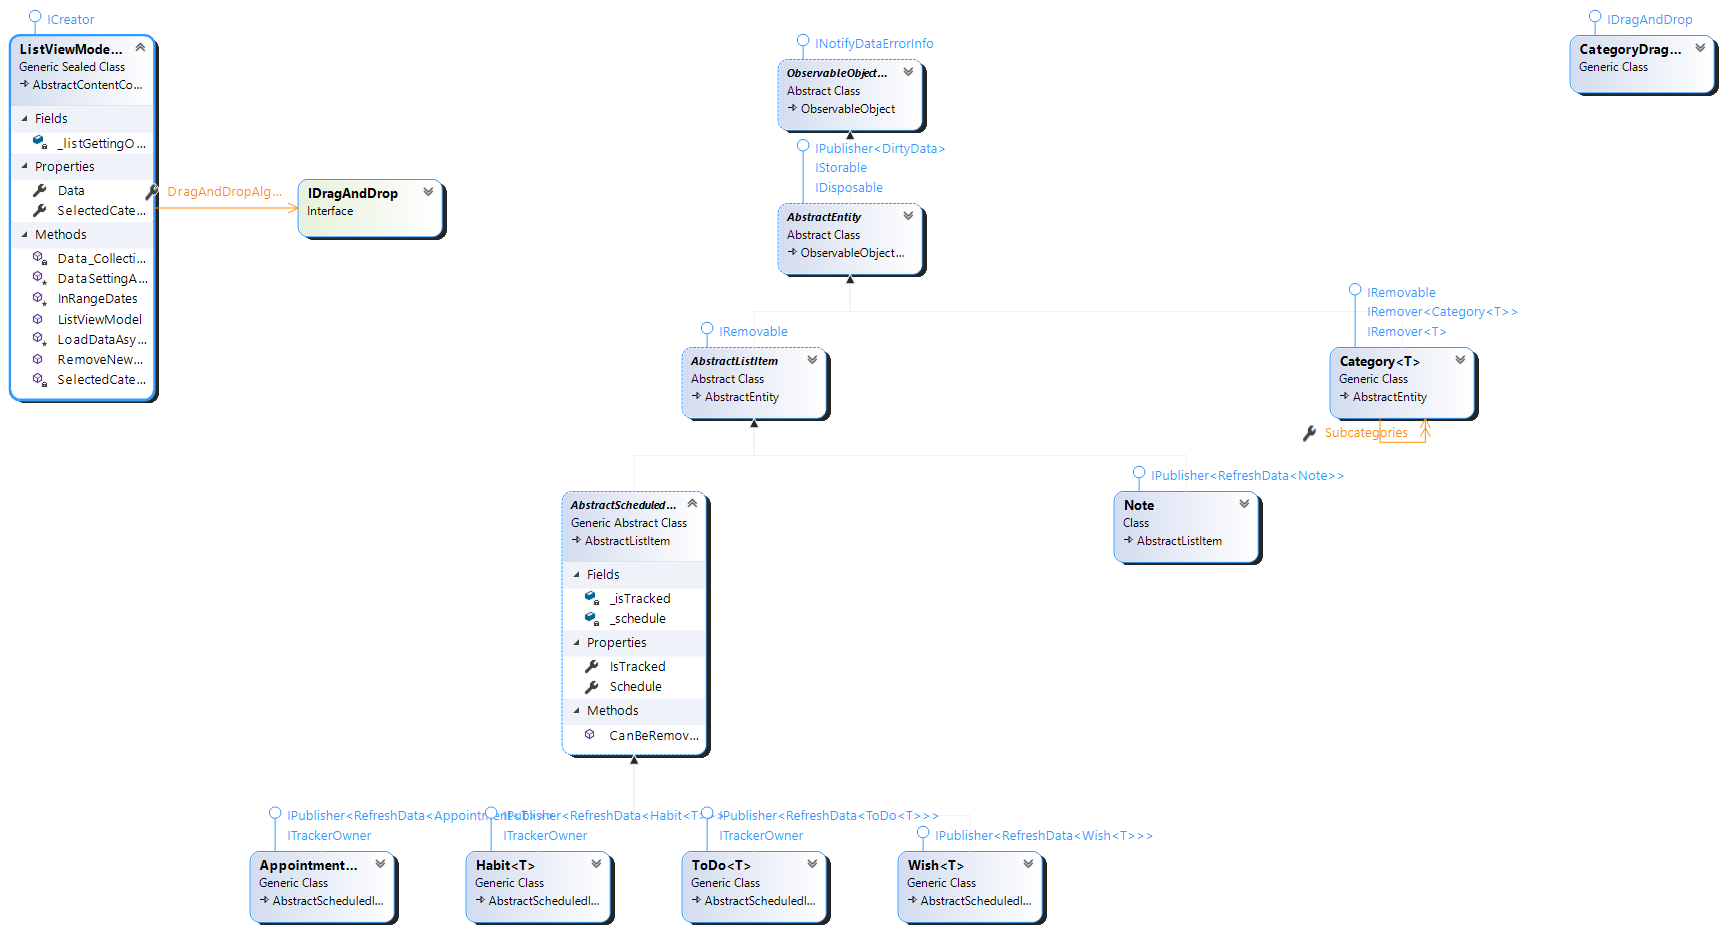 ICreator
ListViewMode...
Generic Sealed Class
AbstractContentCo...
Fields
_listGettingO...
Properties
Data
SelectedCate...
Methods
Data_Collecti...
DataSettingA...
InRangeDates
ListViewModel
LoadDataAsy...
RemoveNew...
SelectedCate...
DragAndDropAlg...
IDragAndDrop
Interface
INotifyDataErrorInfo
ObservableObject...
Abstract Class
ObservableObject
IPublisher<DirtyData>
IStorable
IDisposable
AbstractEntity
Abstract Class
ObservableObject...
IDragAndDrop
CategoryDrag...
Generic Class
IRemovable
AbstractListItem
Abstract Class
AbstractEntity
IRemovable
IRemover<Category<T>>
IRemover<T>
Category<T>
Generic Class
AbstractEntity
Subcategories
AbstractScheduled...
Generic Abstract Class
AbstractListItem
Fields
_isTracked
_schedule
Properties
IsTracked
Schedule
Methods
CanBeRemov...
IPublisher<RefreshData<Note>>
Note
Class
AbstractListItem
IPublisher<RefreshData<Appointment<T>>>
ITrackerOwner
Appointment...
Generic Class
AbstractScheduledI...
IPublisher<RefreshData<Habit<T>>>
ITrackerOwner
Habit<T>
Generic Class
AbstractScheduledI...
IPublisher<RefreshData<ToDo<T>>>
ITrackerOwner
ToDo<T>
Generic Class
AbstractScheduledI...
IPublisher<RefreshData<Wish<T>>>
Wish<T>
Generic Class
AbstractScheduledI...